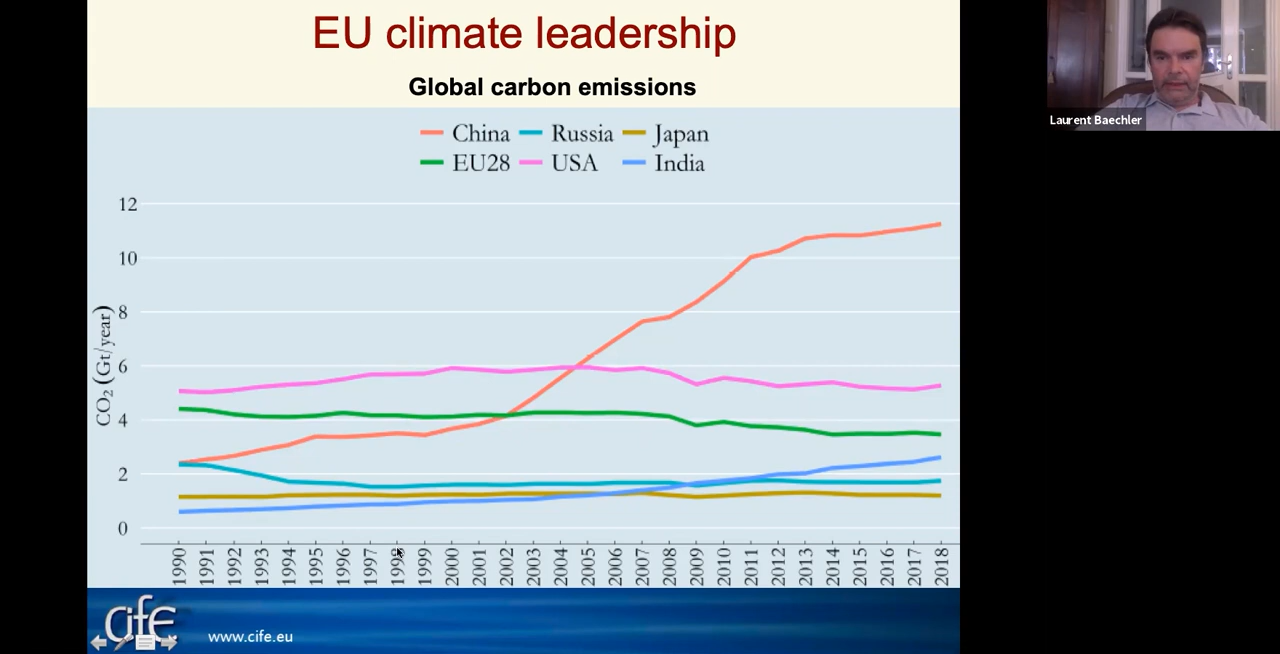 EU climate leadership
Global carbon emissions
Laurent Baechler
China Russia Japan
EU28 USA India
CO₂ (Gt/year)
12
10
8
6
4
2
0
1990 1991 1992 1993 1994 1995 1996 1997 1998 1999 2000 2001 2002 2003 2004 2005 2006 2007 2008 2009 2010 2011 2012 2013 2014 2015 2016 2017 2018
cifE
www.cife.eu